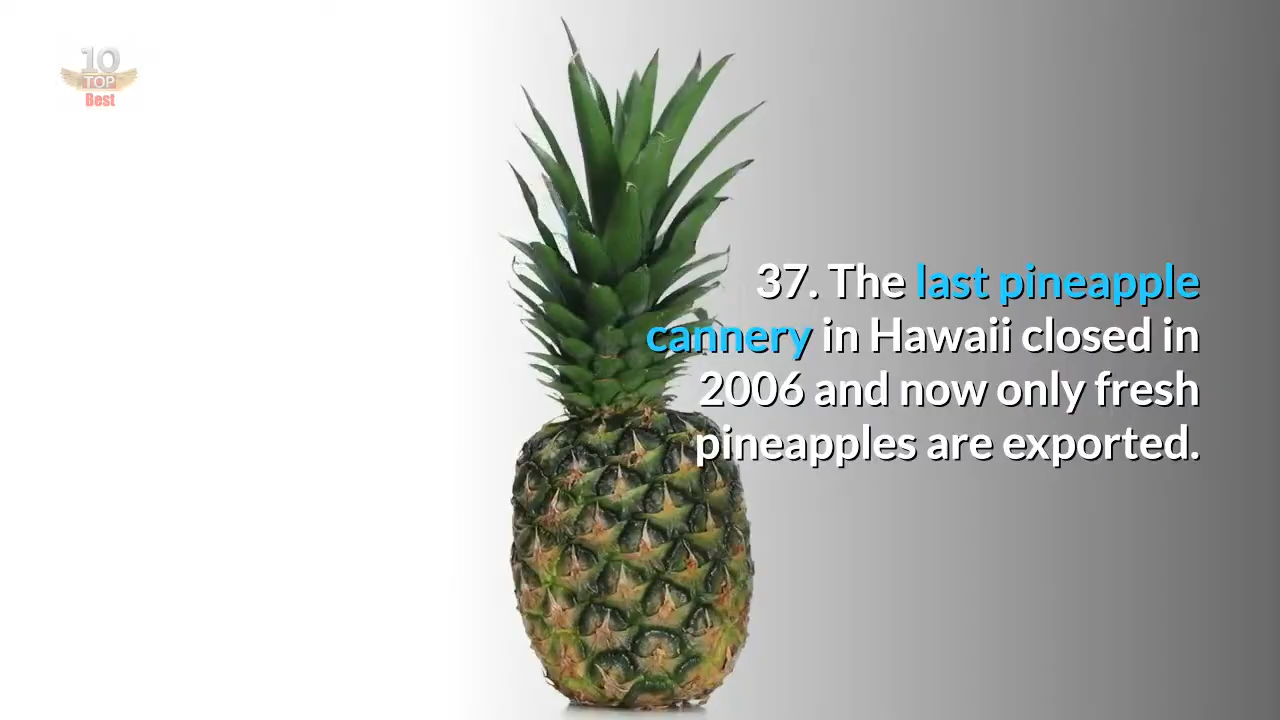 10
TOP
Best
37. The last pineapple
cannery in Hawaii closed in
2006 and now only fresh
pineapples are exported.